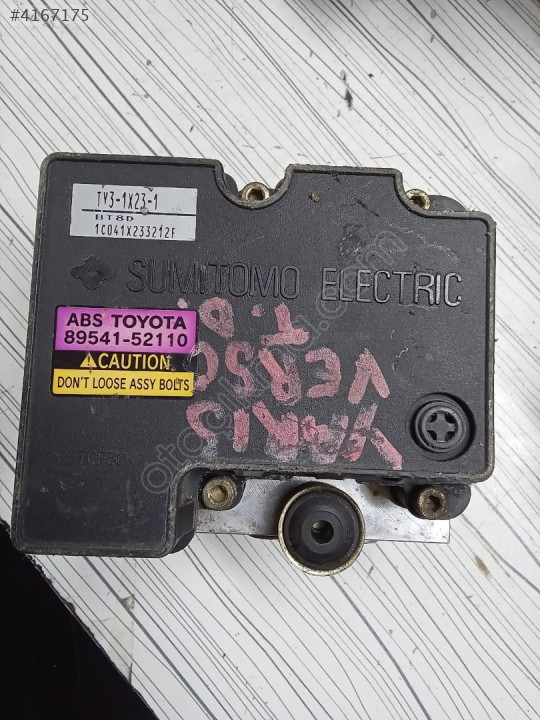 #4167175
TV3-1X23-1
BT8D
1C041X233212F
SUMITOMO ELECTRIC
ABS TOYOTA
89541-52110
CAUTION
DON'T LOOSE ASSY BOLTS
YARIS
VERSO
T.D.